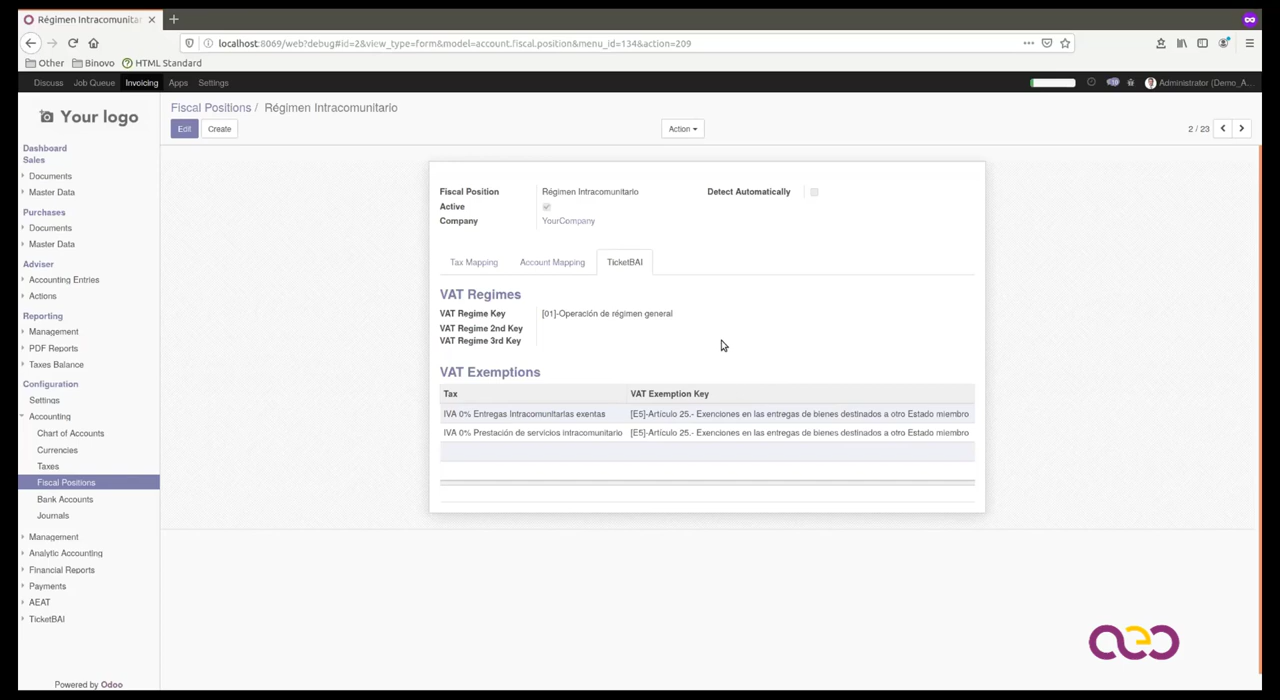 Régimen Intracomunitar
localhost:8069/web?debug#id=2&view_type=form&model=account.fiscal.position&menu_id=134&action=209
Other Binovo HTML Standard
Discuss Job Queue Invoicing Apps Settings
Administrator (Demo_A...
Your logo
Fiscal Positions / Régimen Intracomunitario
Edit Create Action 2 / 23
Dashboard
Sales
Documents
Master Data
Purchases
Documents
Master Data
Adviser
Accounting Entries
Actions
Reporting
Management
PDF Reports
Taxes Balance
Configuration
Settings
Accounting
Chart of Accounts
Currencies
Taxes
Fiscal Positions
Bank Accounts
Journals
Management
Analytic Accounting
Financial Reports
Payments
AEAT
TicketBAI
Powered by Odoo
Fiscal Position Régimen Intracomunitario Detect Automatically
Active
Company YourCompany
Tax Mapping Account Mapping TicketBAI
VAT Regimes
VAT Regime Key [01]-Operación de régimen general
VAT Regime 2nd Key
VAT Regime 3rd Key
VAT Exemptions
Tax VAT Exemption Key
IVA 0% Entregas Intracomunitarias exentas [E5]-Artículo 25.- Exenciones en las entregas de bienes destinados a otro Estado miembro
IVA 0% Prestación de servicios intracomunitario [E5]-Artículo 25.- Exenciones en las entregas de bienes destinados a otro Estado miembro
aeo